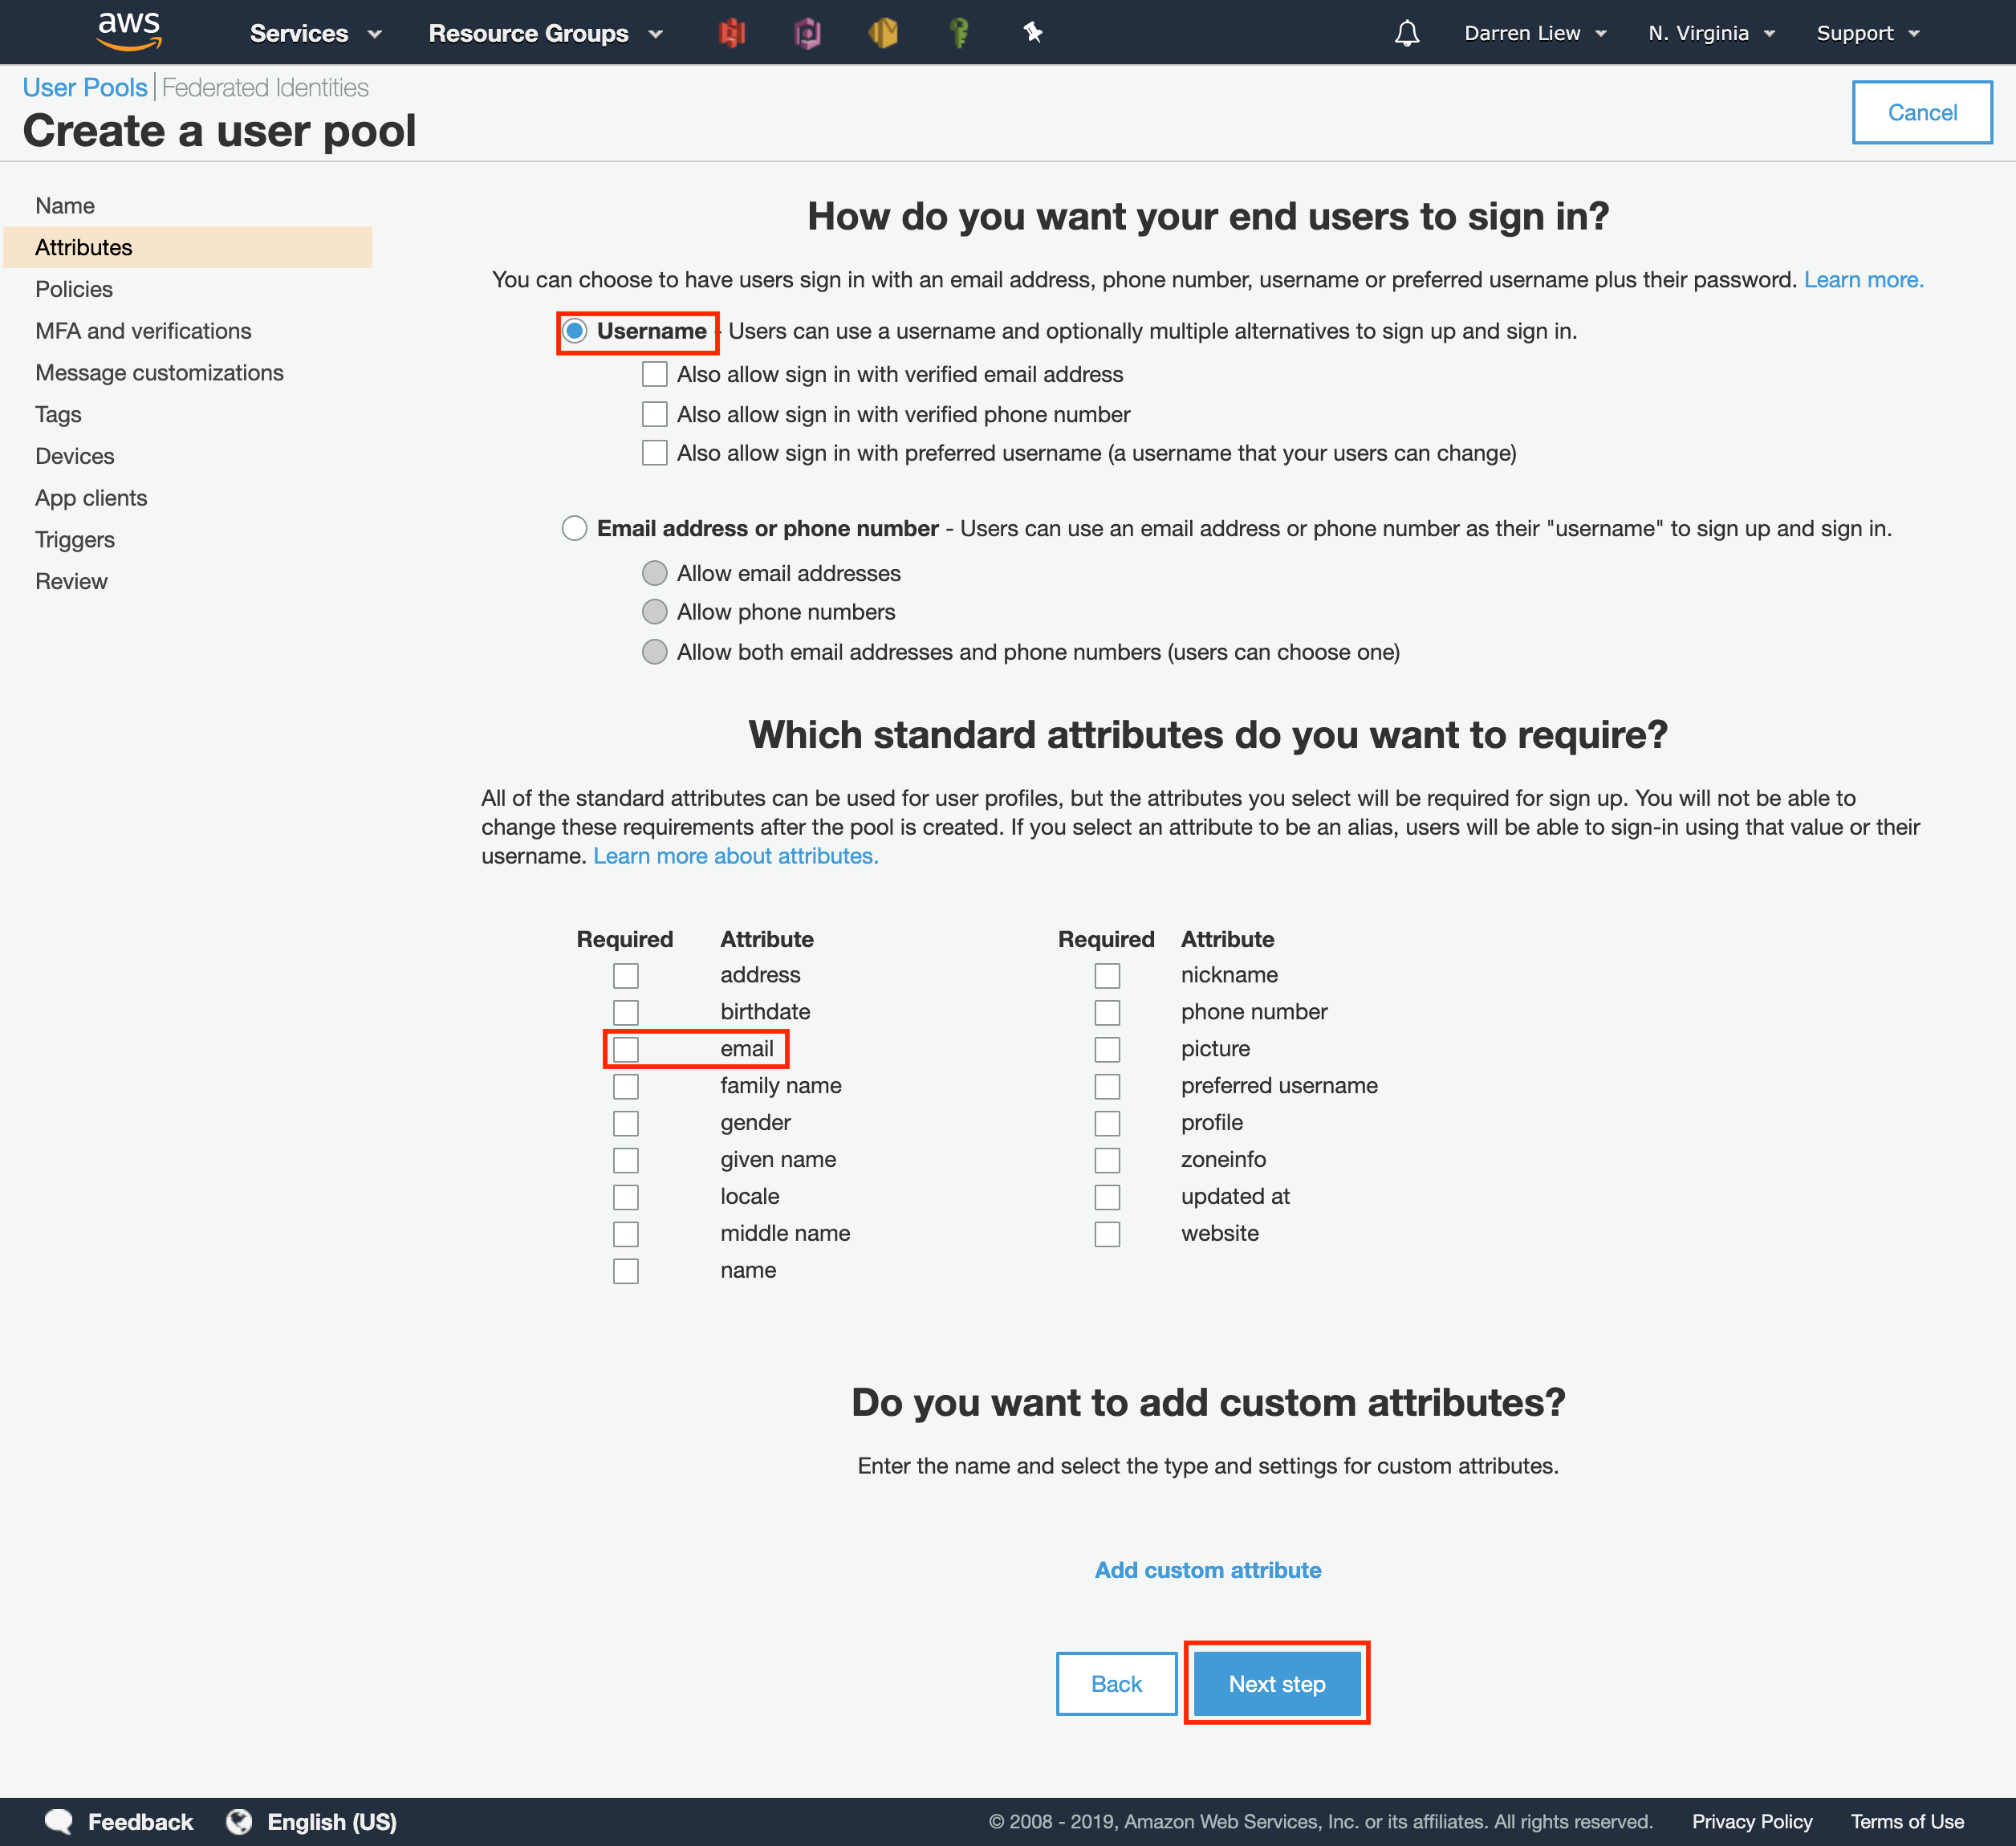 aws Services Resource Groups Darren Liew N. Virginia Support
User Pools | Federated Identities
Create a user pool
Cancel
Name
Attributes
Policies
MFA and verifications
Message customizations
Tags
Devices
App clients
Triggers
Review
How do you want your end users to sign in?
You can choose to have users sign in with an email address, phone number, username or preferred username plus their password. Learn more.
Username - Users can use a username and optionally multiple alternatives to sign up and sign in.
Also allow sign in with verified email address
Also allow sign in with verified phone number
Also allow sign in with preferred username (a username that your users can change)
Email address or phone number - Users can use an email address or phone number as their "username" to sign up and sign in.
Allow email addresses
Allow phone numbers
Allow both email addresses and phone numbers (users can choose one)
Which standard attributes do you want to require?
All of the standard attributes can be used for user profiles, but the attributes you select will be required for sign up. You will not be able to
change these requirements after the pool is created. If you select an attribute to be an alias, users will be able to sign-in using that value or their
username. Learn more about attributes.
Required Attribute Required Attribute
address nickname
birthdate phone number
email picture
family name preferred username
gender profile
given name zoneinfo
locale updated at
middle name website
name
Do you want to add custom attributes?
Enter the name and select the type and settings for custom attributes.
Add custom attribute
Back Next step
Feedback English (US) © 2008 - 2019, Amazon Web Services, Inc. or its affiliates. All rights reserved. Privacy Policy Terms of Use